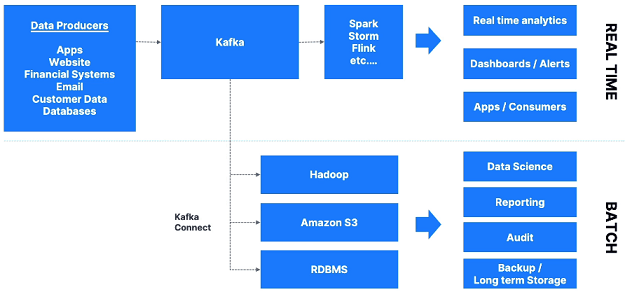 Data Producers
Apps
Website
Financial Systems
Email
Customer Data
Databases
Kafka
Spark
Storm
Flink
etc....
Real time analytics
Dashboards / Alerts
Apps / Consumers
REAL TIME
Kafka
Connect
Hadoop
Amazon S3
RDBMS
Data Science
Reporting
Audit
Backup /
Long term Storage
BATCH